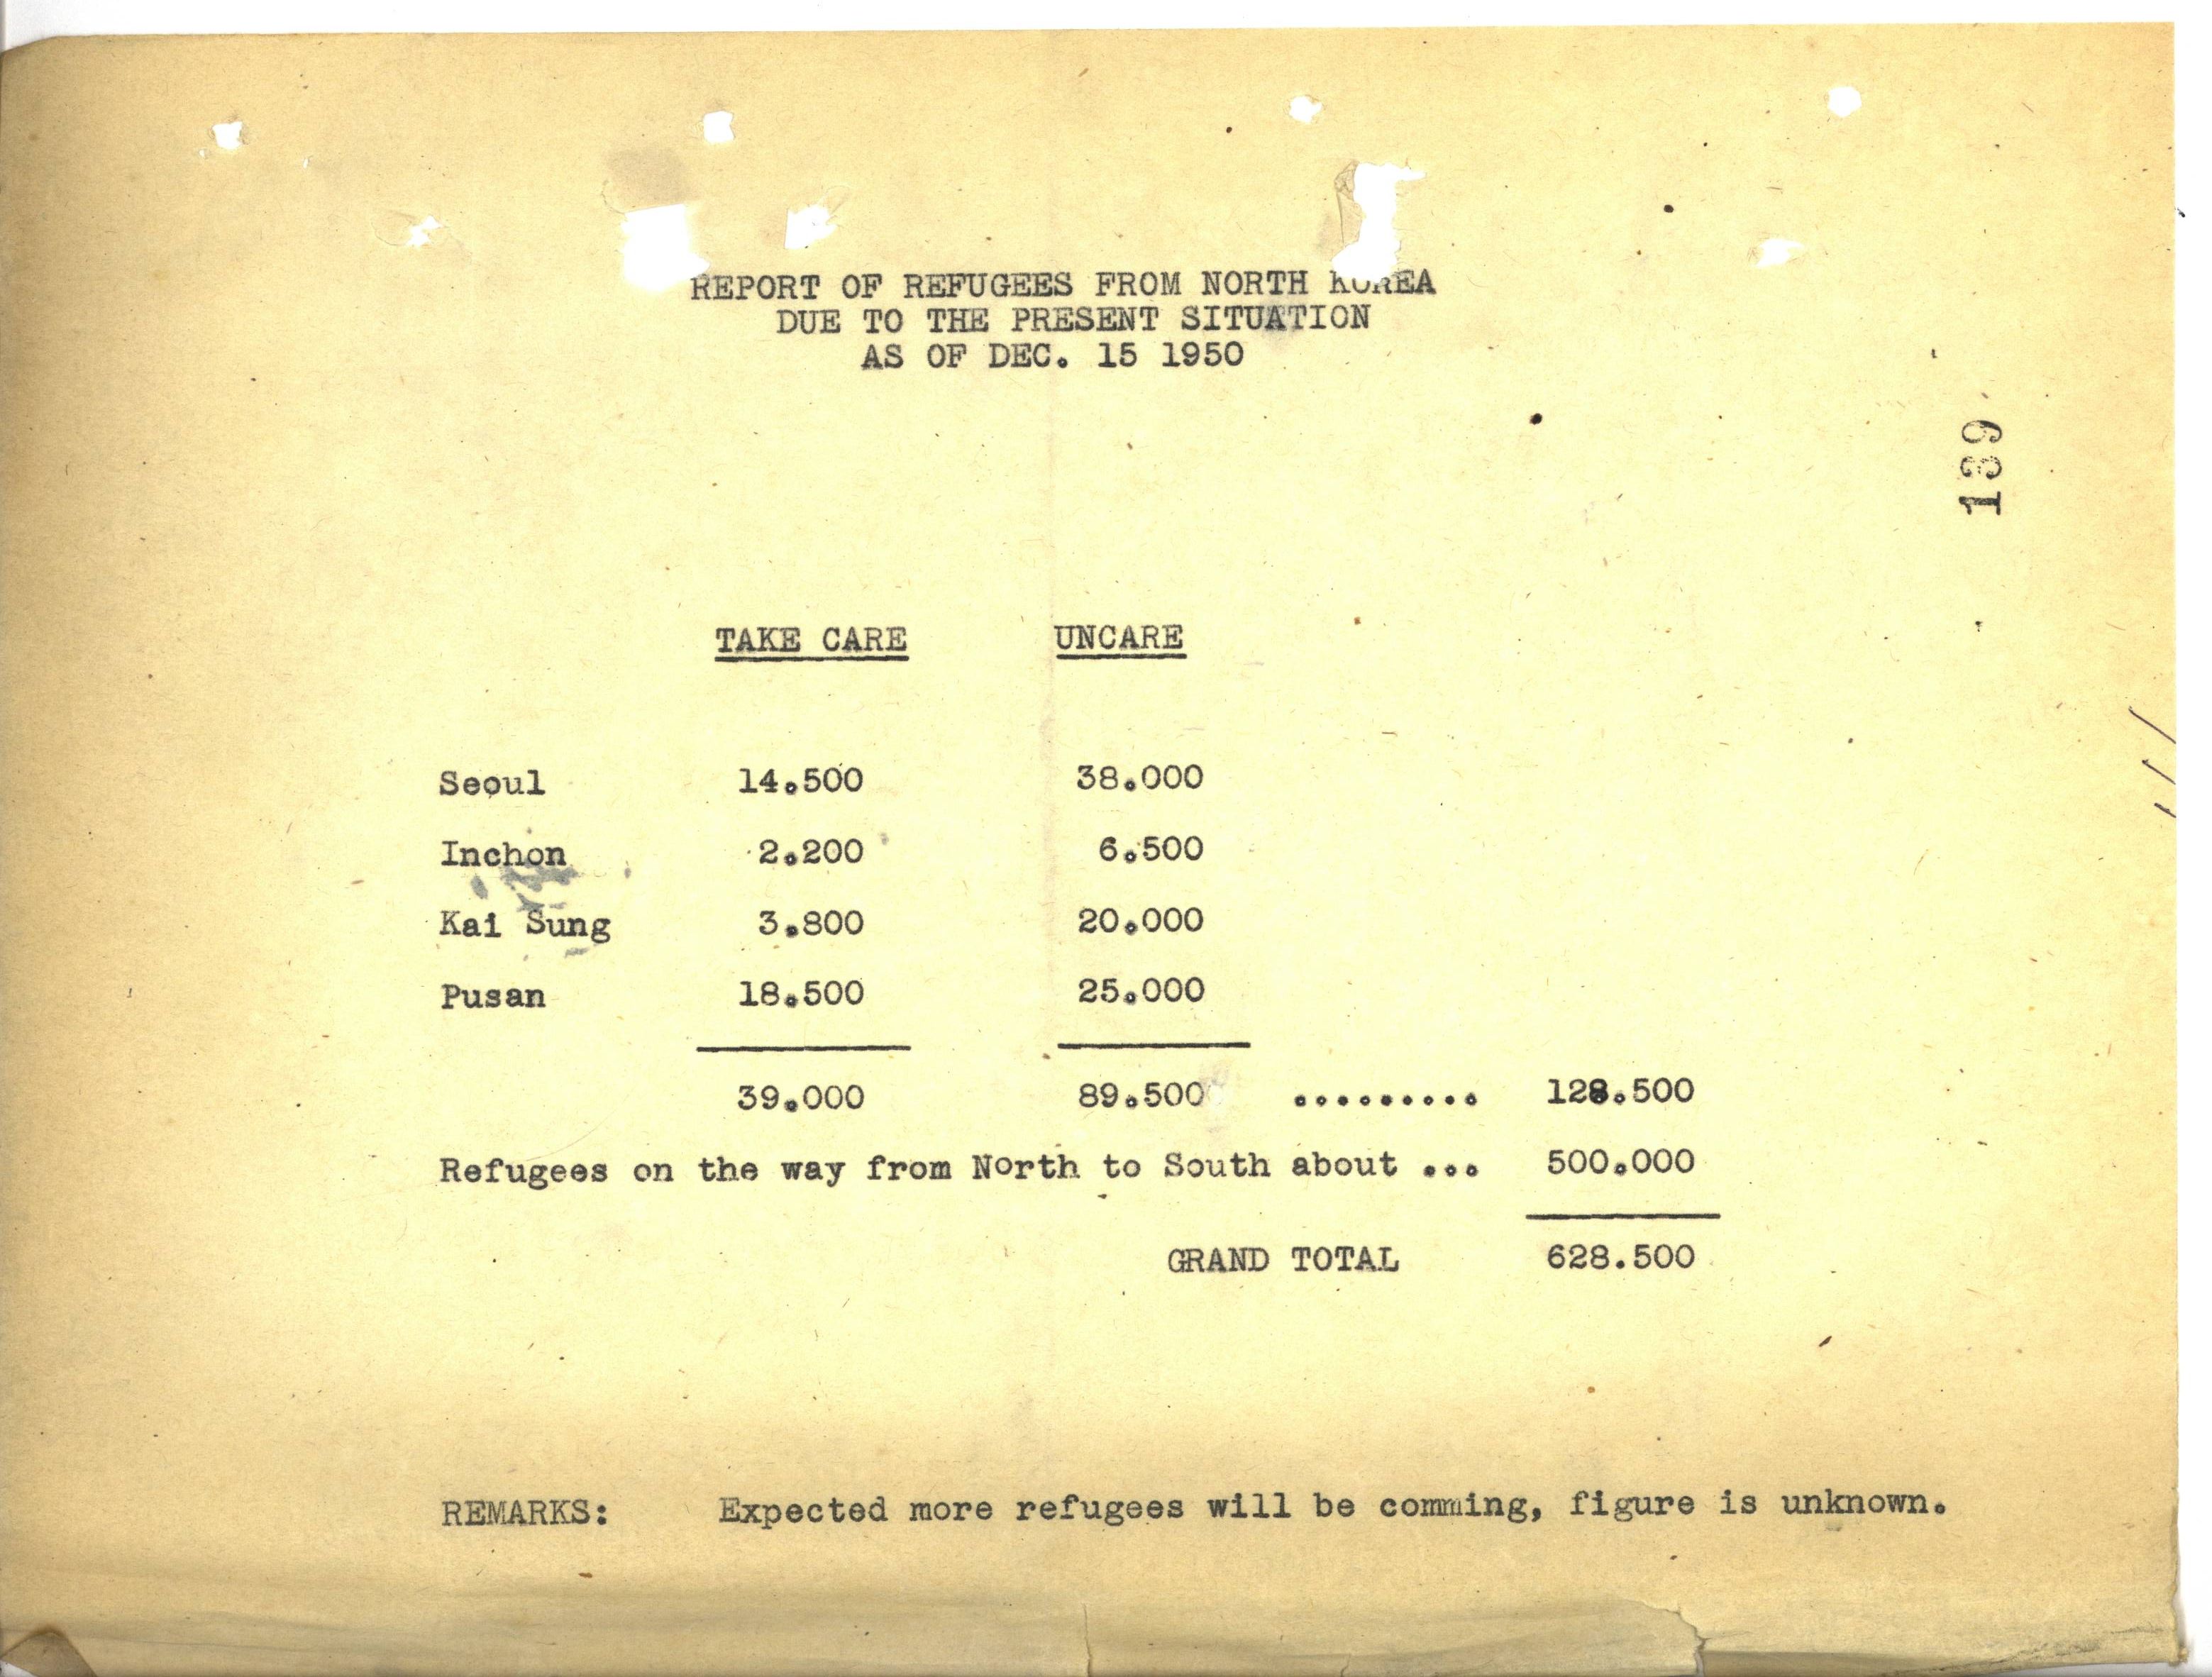 REPORT OF REFUGEES FROM NORTH KOREA
DUE TO THE PRESENT SITUATION
AS OF DEC. 15 1950
139
TAKE CARE UNCARE
Seoul 14.500 38.000
Inchon 2.200 6.500
Kai Sung 3.800 20.000
Pusan 18.500 25.000
39.000 89.500 ......... 128.500
Refugees on the way from North to South about ... 500.000
GRAND TOTAL 628.500
REMARKS: Expected more refugees will be comming, figure is unknown.